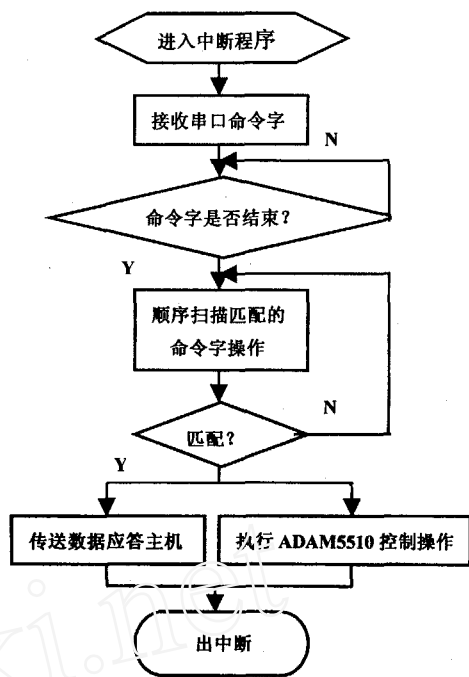 进入中断程序
接收串口命令字
N
命令字是否结束？
Y
顺序扫描匹配的
命令字操作
N
匹配？
Y
传送数据应答主机
执行 ADAM5510 控制操作
出中断